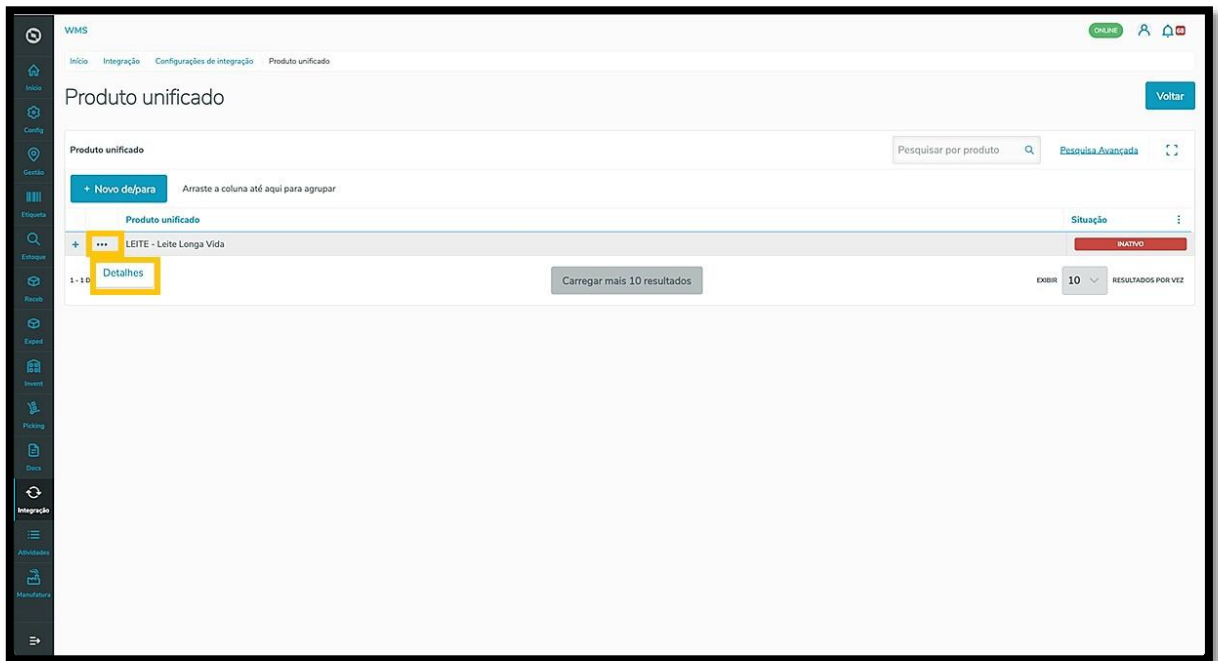 WMS
ONLINE
68
Início Integração Configurações de integração Produto unificado
Produto unificado
Voltar
Produto unificado
Pesquisar por produto
Pesquisa Avançada
+ Novo de/para
Arraste a coluna até aqui para agrupar
Produto unificado
Situação
+ ••• LEITE - Leite Longa Vida
INATIVO
Detalhes
1 - 1 D
Carregar mais 10 resultados
EXIBIR 10 RESULTADOS POR VEZ
Início
Config
Gestão
Etiqueta
Estoque
Receb
Exped
Invent
Picking
Docs
Integração
Atividades
Manufatura